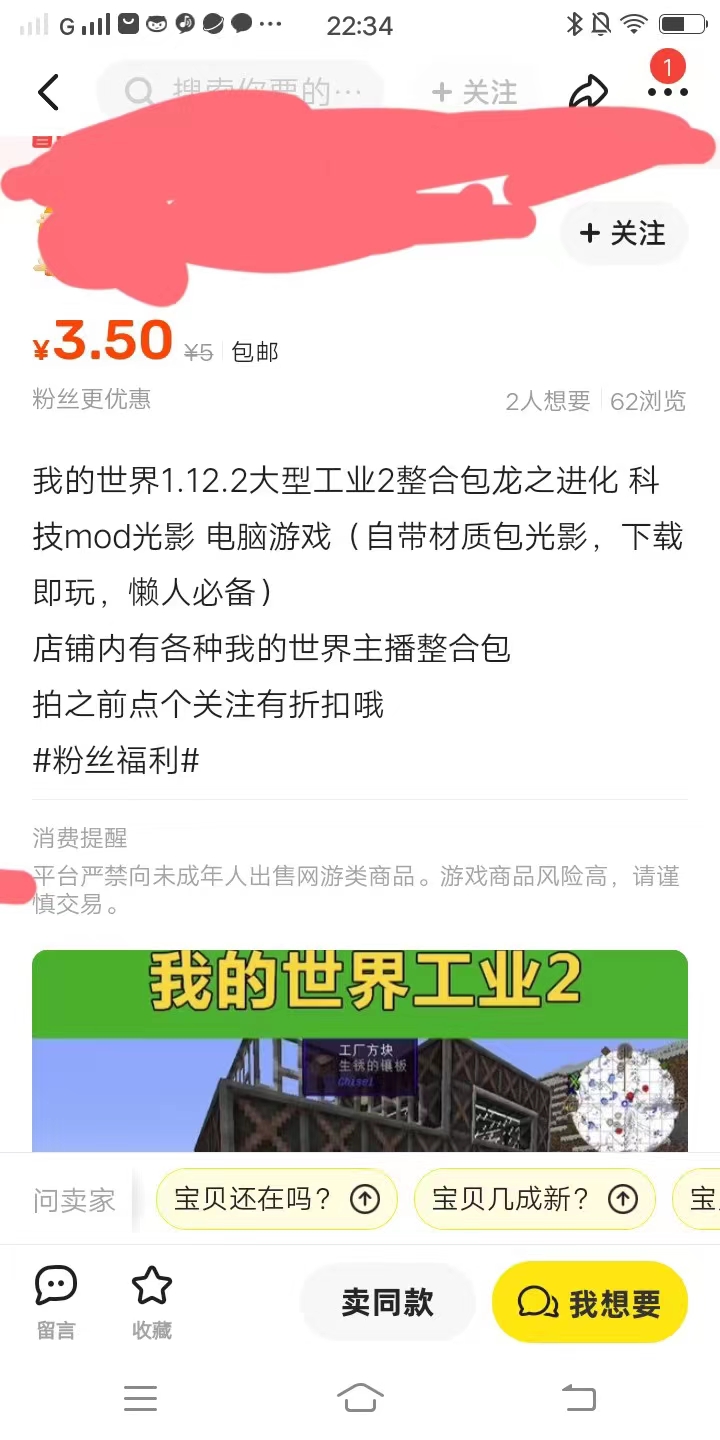 G 22:34
搜索你要的… + 关注
1
+ 关注
¥3.50 ¥5 包邮
粉丝更优惠 2人想要 62浏览
我的世界1.12.2大型工业2整合包龙之进化 科
技mod光影 电脑游戏（自带材质包光影，下载
即玩，懒人必备）
店铺内有各种我的世界主播整合包
拍之前点个关注有折扣哦
#粉丝福利#
消费提醒
平台严禁向未成年人出售网游类商品。游戏商品风险高，请谨
慎交易。
我的世界工业2
工厂方块
生锈的镶板
Chisel
问卖家 宝贝还在吗？ 宝贝几成新？ 宝
卖同款 我想要
留言 收藏